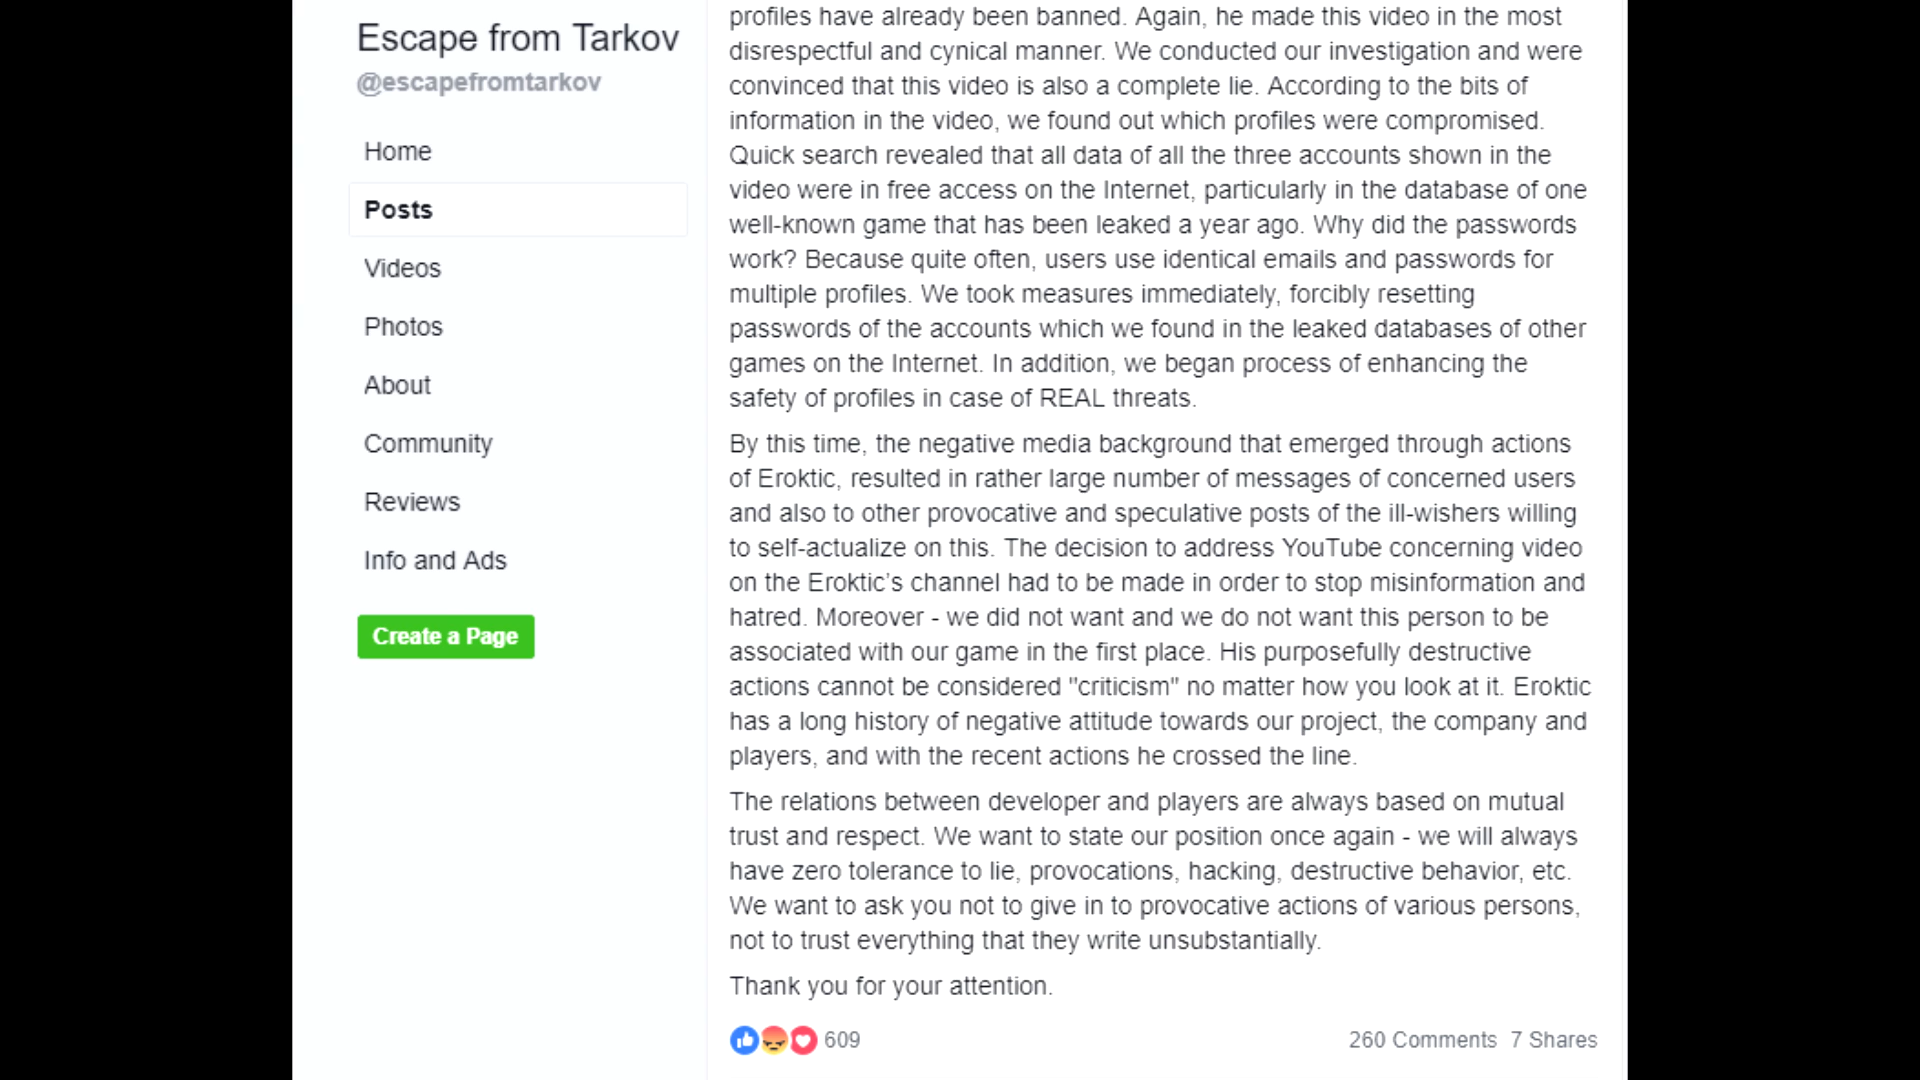 Escape from Tarkov
@escapefromtarkov
Home
Posts
Videos
Photos
About
Community
Reviews
Info and Ads
Create a Page
profiles have already been banned. Again, he made this video in the most
disrespectful and cynical manner. We conducted our investigation and were
convinced that this video is also a complete lie. According to the bits of
information in the video, we found out which profiles were compromised.
Quick search revealed that all data of all the three accounts shown in the
video were in free access on the Internet, particularly in the database of one
well-known game that has been leaked a year ago. Why did the passwords
work? Because quite often, users use identical emails and passwords for
multiple profiles. We took measures immediately, forcibly resetting
passwords of the accounts which we found in the leaked databases of other
games on the Internet. In addition, we began process of enhancing the
safety of profiles in case of REAL threats.
By this time, the negative media background that emerged through actions
of Eroktic, resulted in rather large number of messages of concerned users
and also to other provocative and speculative posts of the ill-wishers willing
to self-actualize on this. The decision to address YouTube concerning video
on the Eroktic’s channel had to be made in order to stop misinformation and
hatred. Moreover - we did not want and we do not want this person to be
associated with our game in the first place. His purposefully destructive
actions cannot be considered "criticism" no matter how you look at it. Eroktic
has a long history of negative attitude towards our project, the company and
players, and with the recent actions he crossed the line.
The relations between developer and players are always based on mutual
trust and respect. We want to state our position once again - we will always
have zero tolerance to lie, provocations, hacking, destructive behavior, etc.
We want to ask you not to give in to provocative actions of various persons,
not to trust everything that they write unsubstantially.
Thank you for your attention.
609
260 Comments 7 Shares